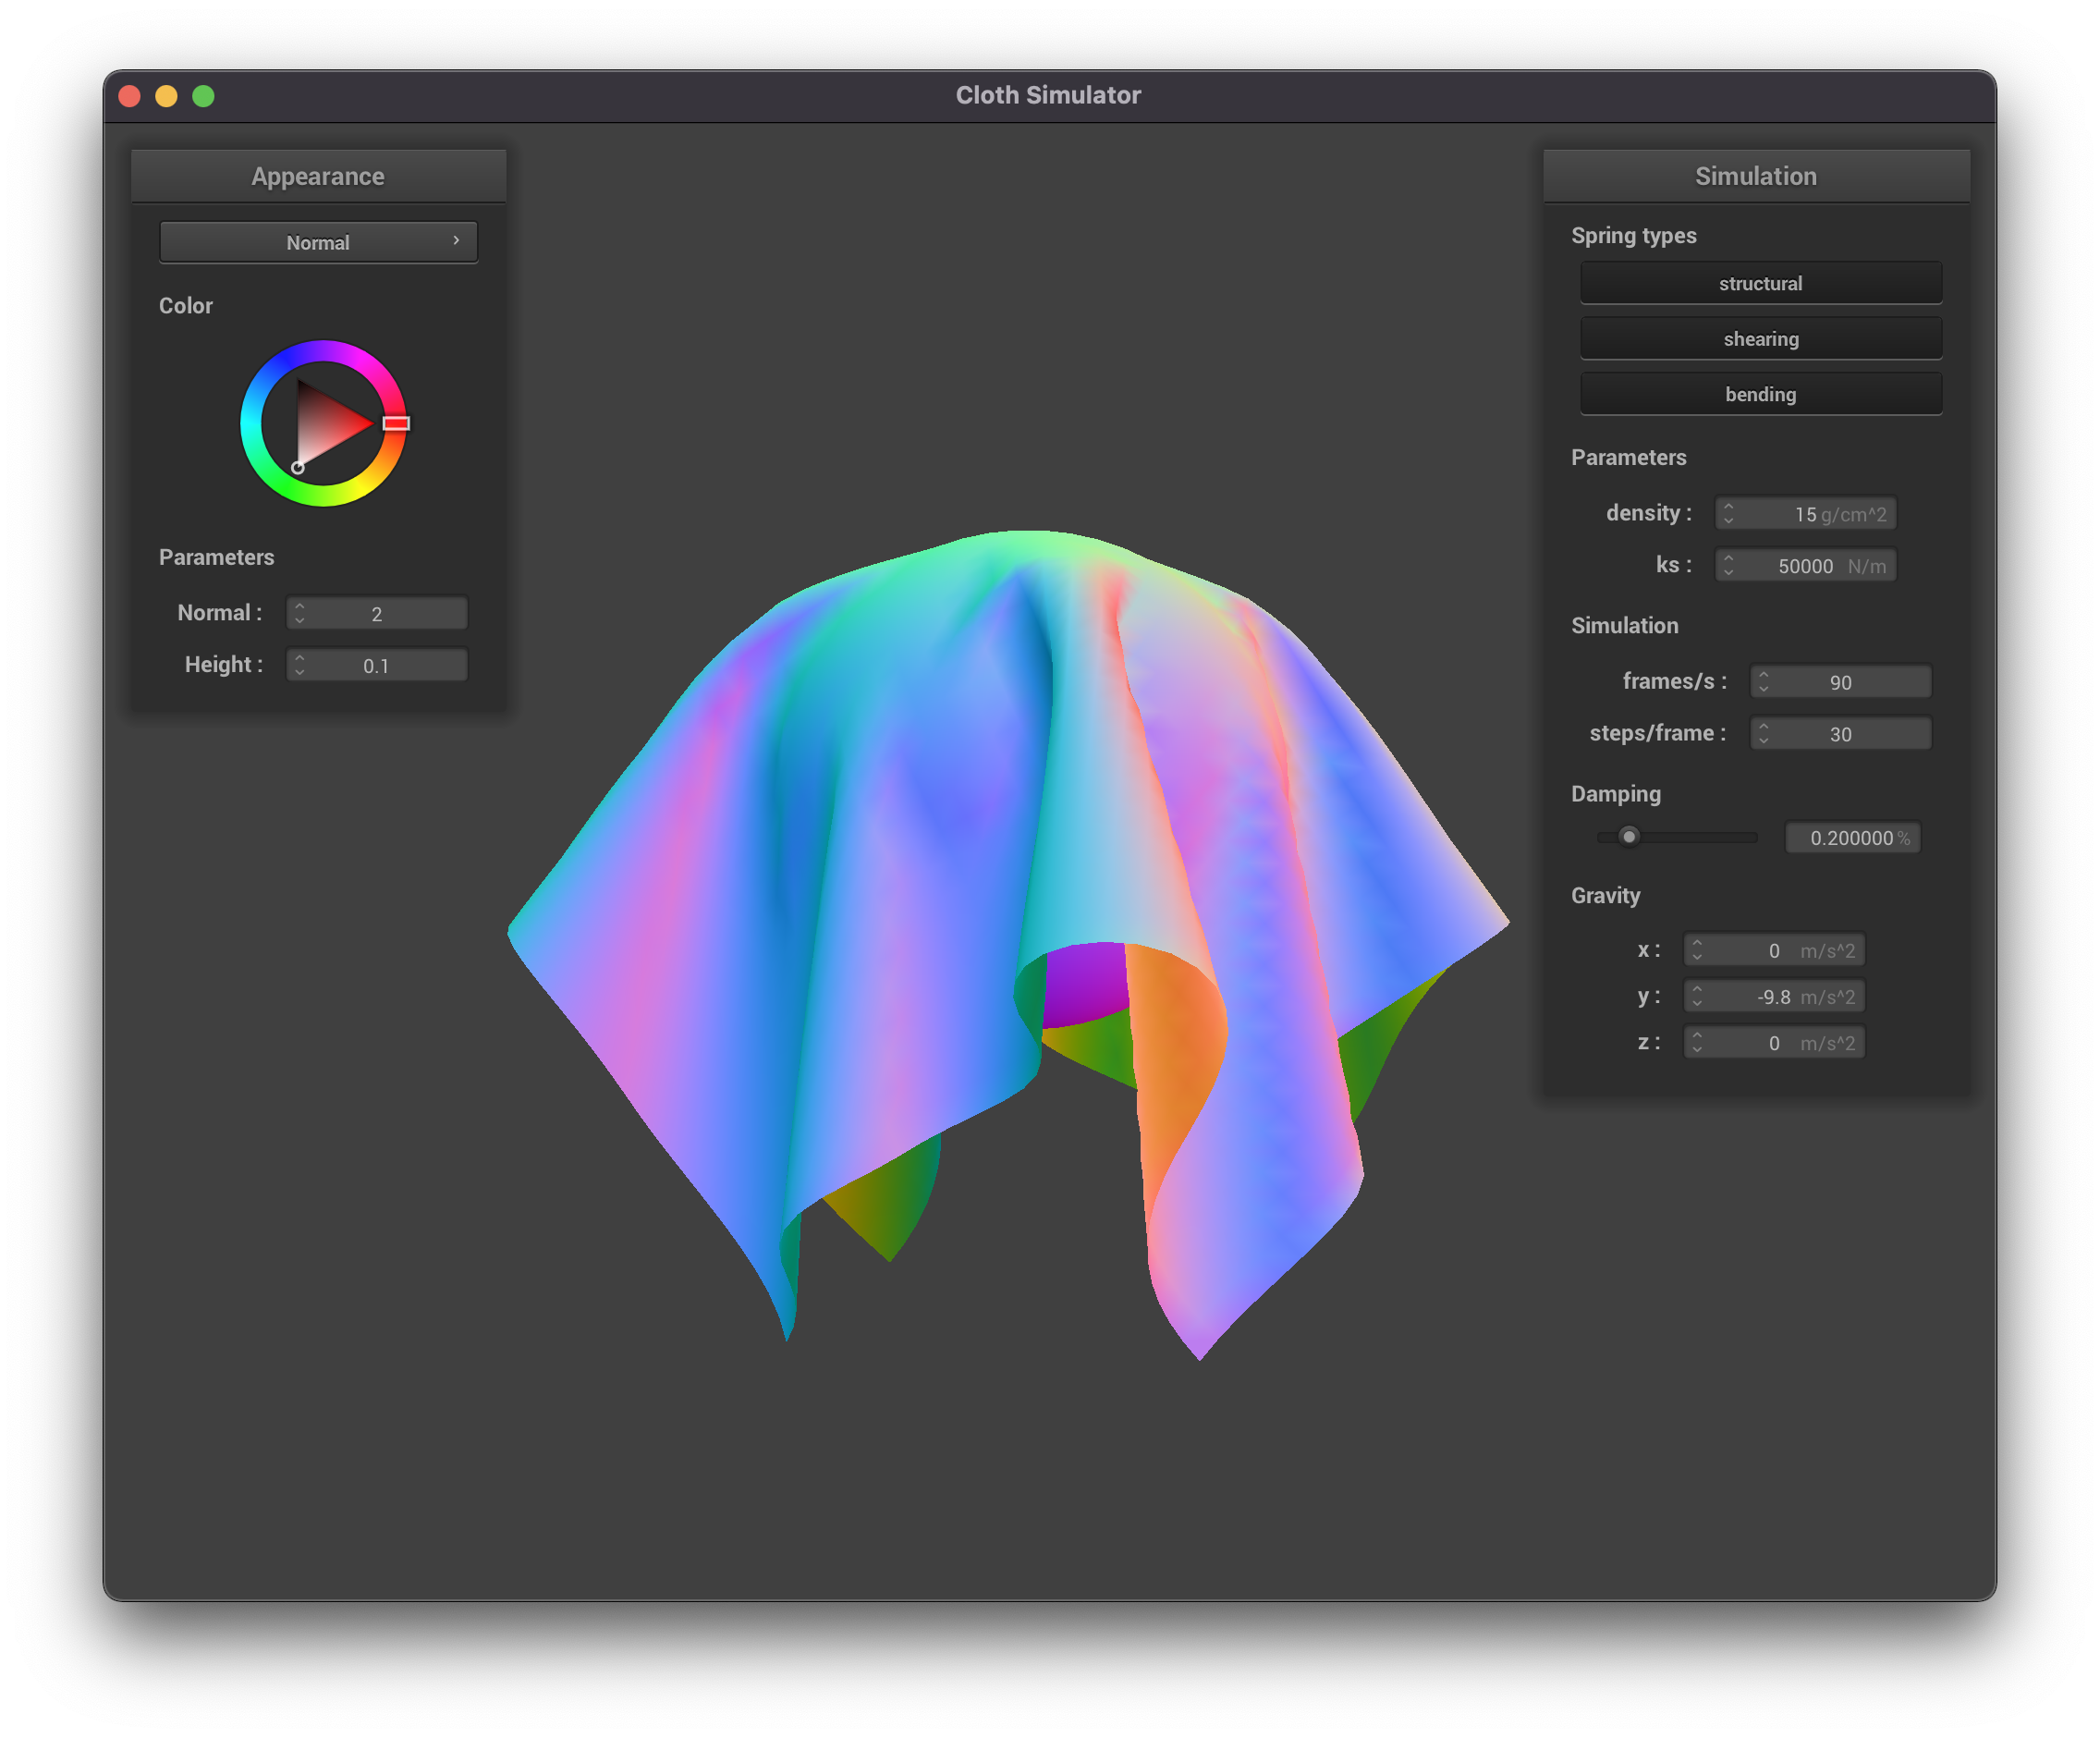 Cloth Simulator
Appearance
Normal
Color
Parameters
Normal : 2
Height : 0.1
Simulation
Spring types
structural
shearing
bending
Parameters
density : 15 g/cm^2
ks : 50000 N/m
Simulation
frames/s : 90
steps/frame : 30
Damping
0.200000 %
Gravity
x : 0 m/s^2
y : -9.8 m/s^2
z : 0 m/s^2